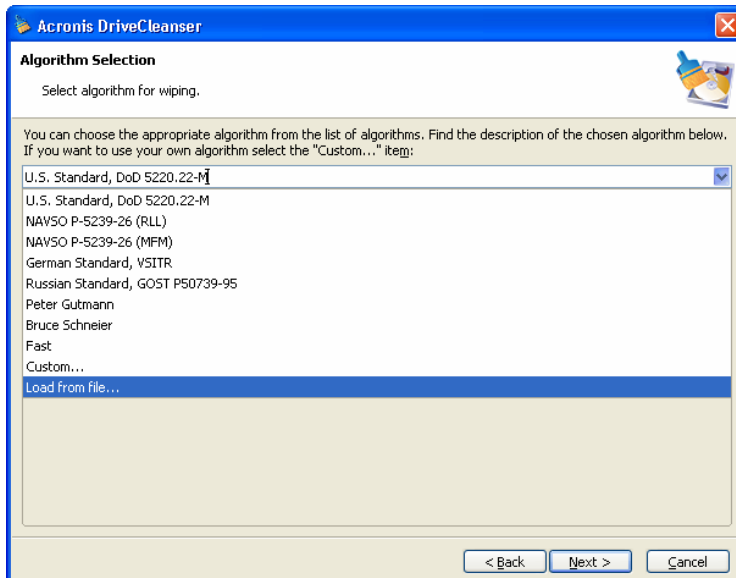 Acronis DriveCleanser
Algorithm Selection
Select algorithm for wiping.
You can choose the appropriate algorithm from the list of algorithms. Find the description of the chosen algorithm below.
If you want to use your own algorithm select the "Custom..." item:
U.S. Standard, DoD 5220.22-M
U.S. Standard, DoD 5220.22-M
NAVSO P-5239-26 (RLL)
NAVSO P-5239-26 (MFM)
German Standard, VSITR
Russian Standard, GOST P50739-95
Peter Gutmann
Bruce Schneier
Fast
Custom...
Load from file...
< Back Next > Cancel